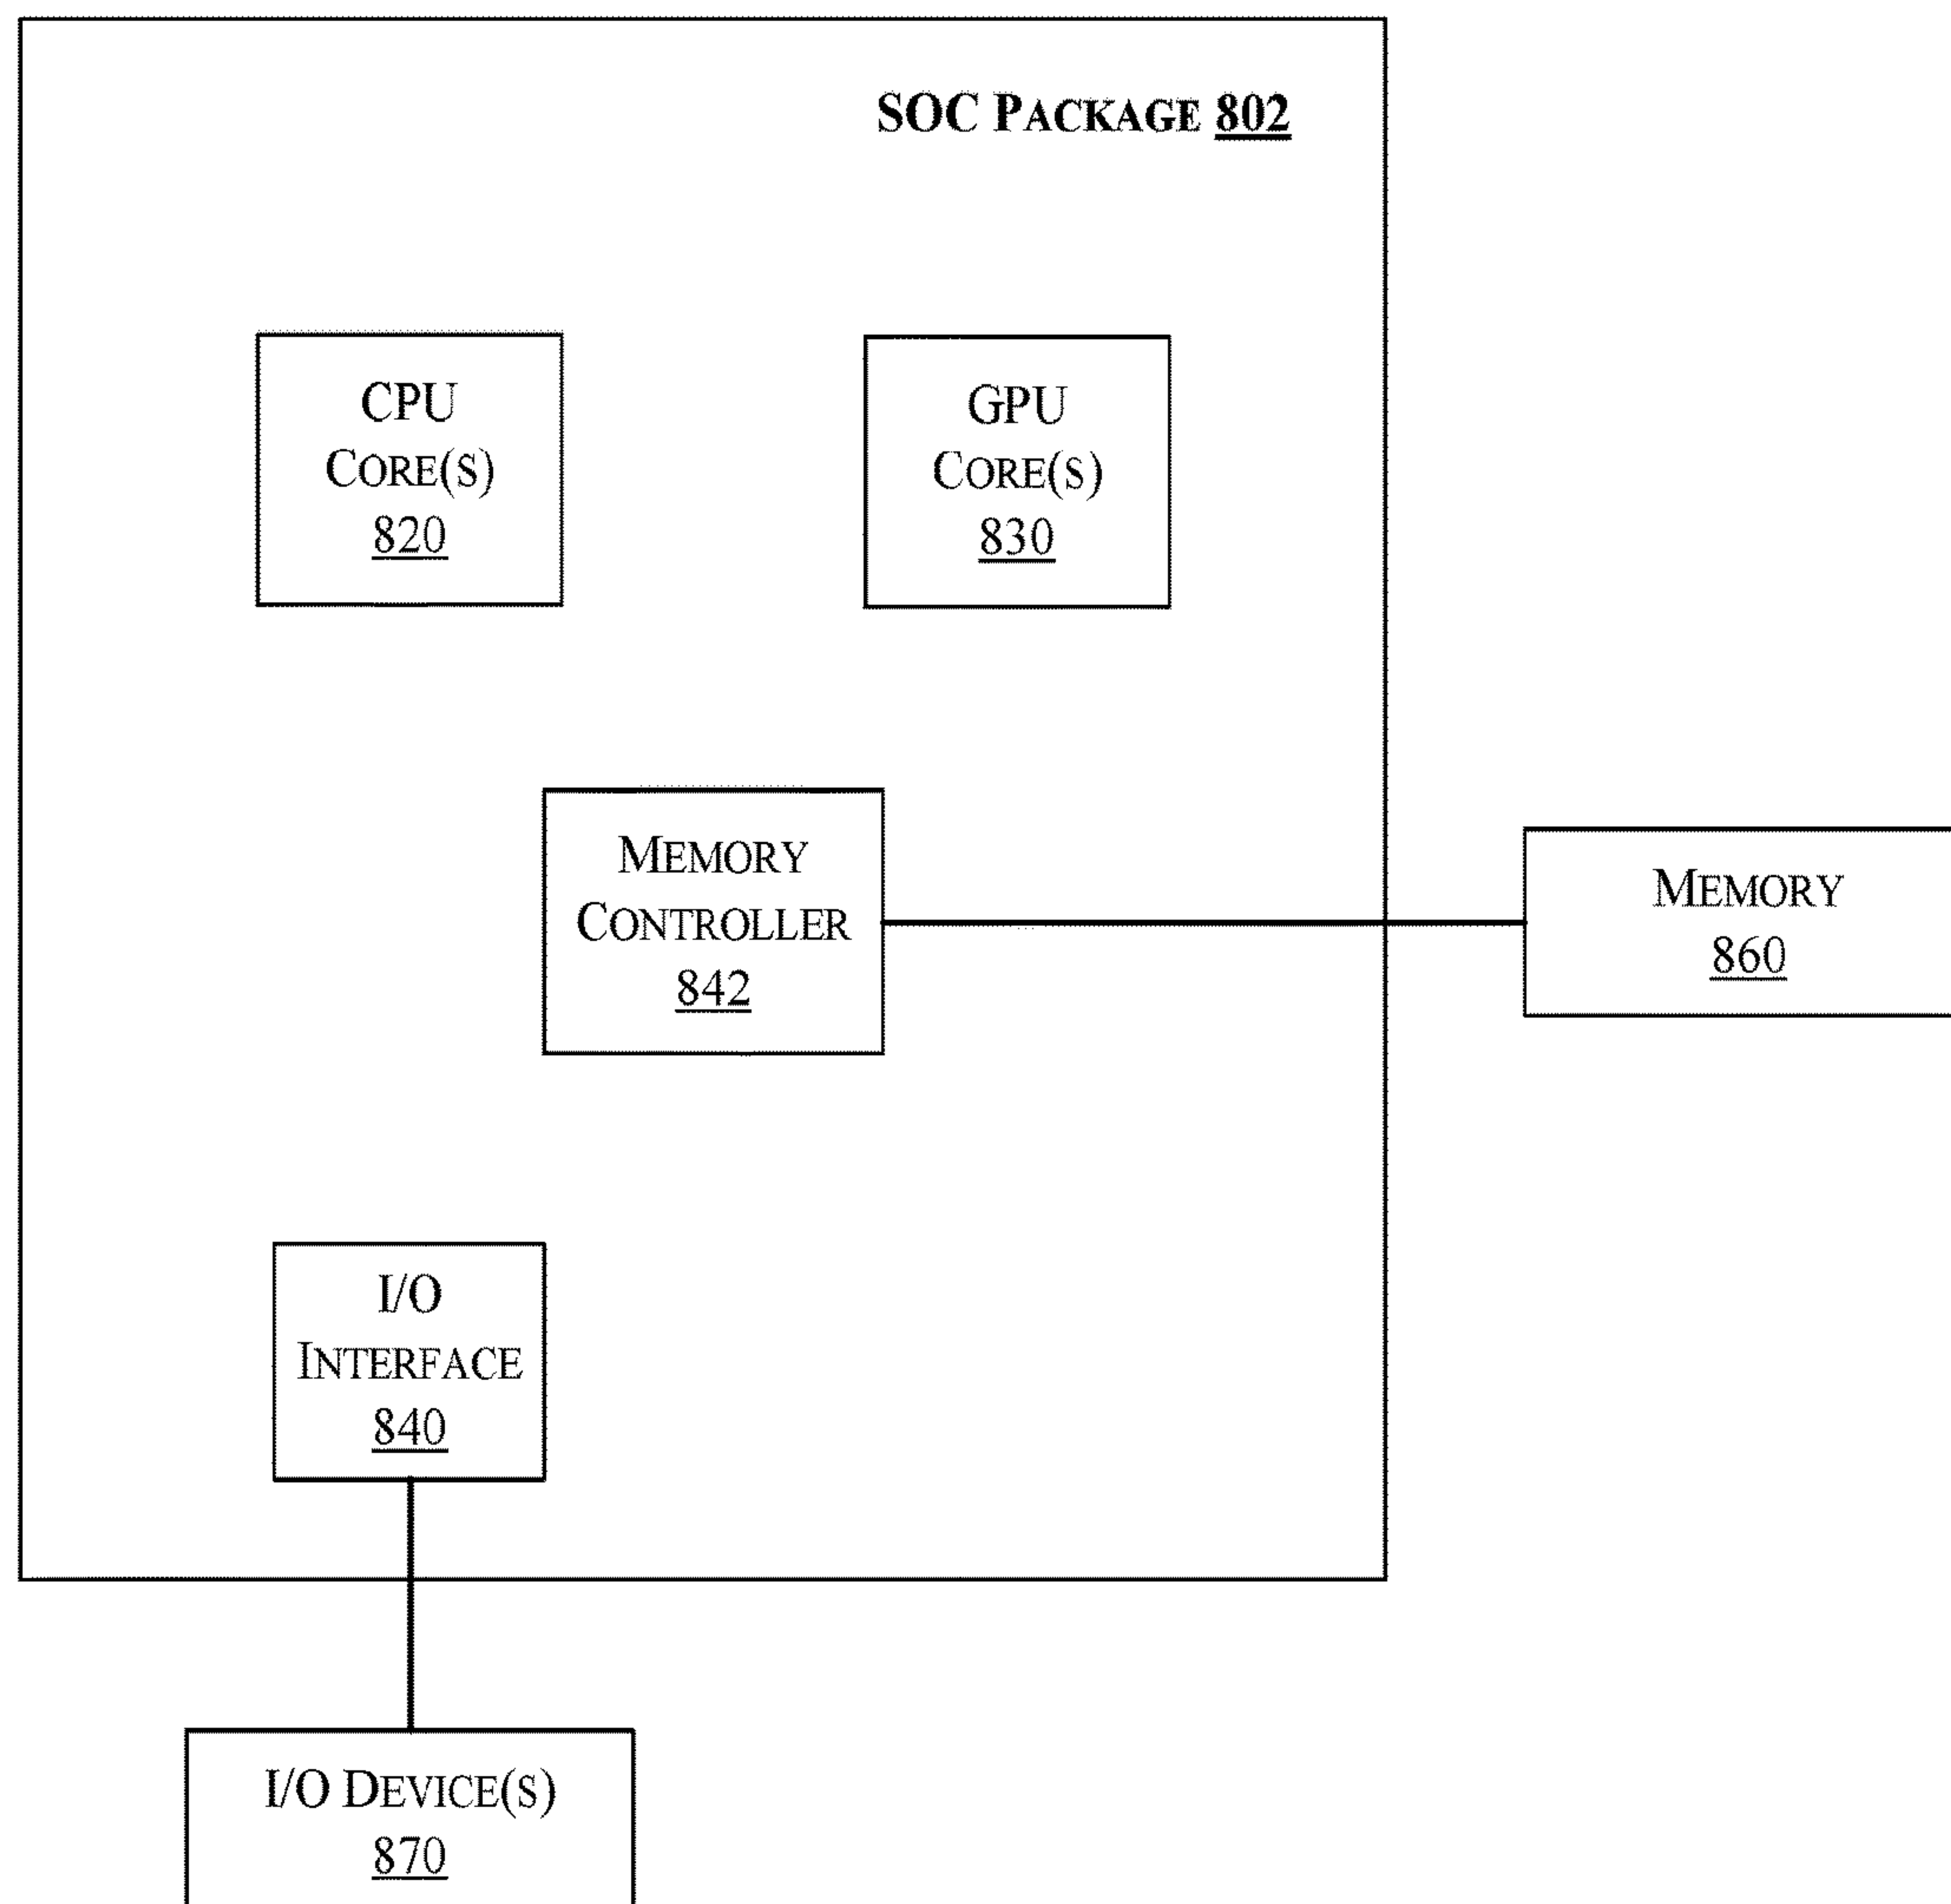 SOC PACKAGE 802
CPU
CORE(S)
820
GPU
CORE(S)
830
MEMORY
CONTROLLER
842
MEMORY
860
I/O
INTERFACE
840
I/O DEVICE(S)
870